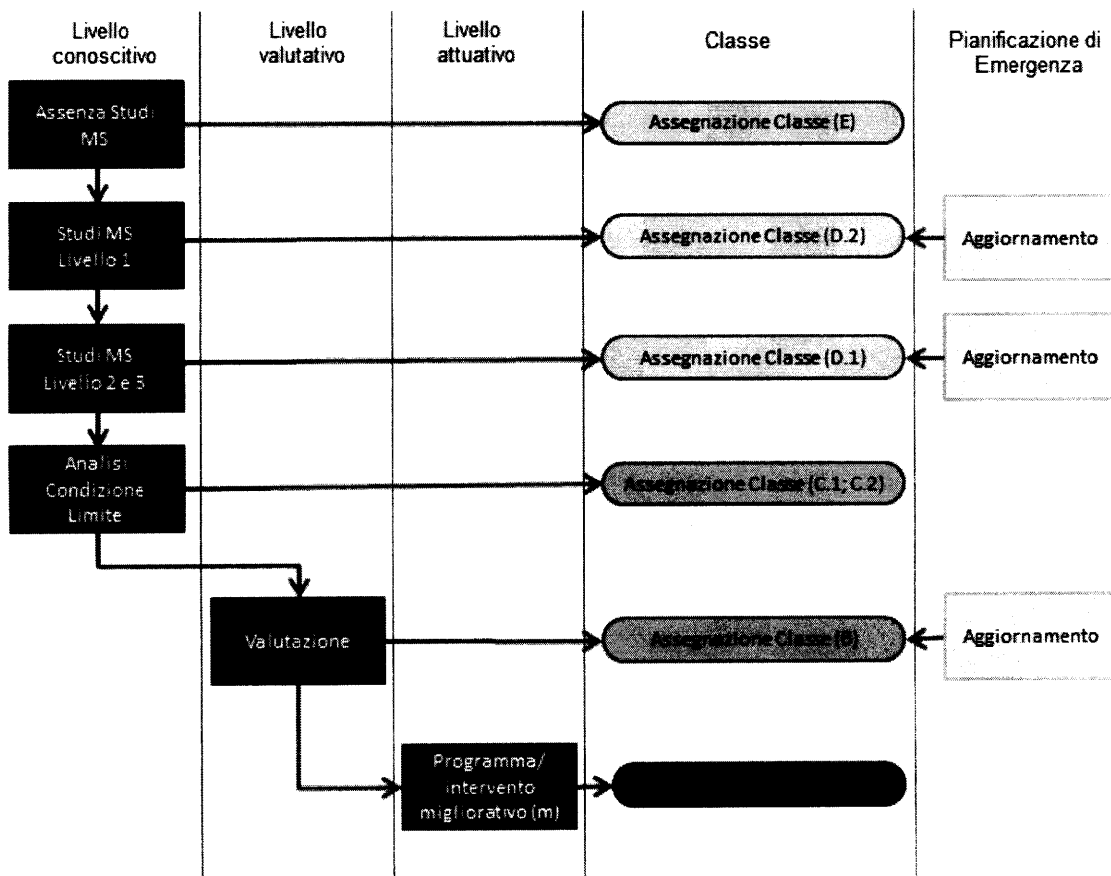 Livello
conoscitivo
Livello
valutativo
Livello
attuativo
Classe
Pianificazione di
Emergenza
Assenza Studi
MS
Assegnazione Classe (E)
Studi MS
Livello 1
Assegnazione Classe (D.2)
Aggiornamento
Studi MS
Livello 2 e 3
Assegnazione Classe (D.1)
Aggiornamento
Analisi
Condizione
Limite
Assegnazione Classe (C.1; C.2)
Valutazione
Assegnazione Classe (B)
Aggiornamento
Programma/
intervento
migliorativo (m)